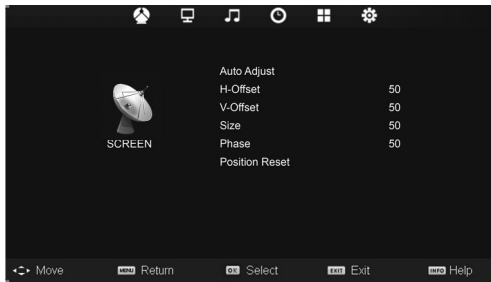 Auto Adjust
H-Offset 50
V-Offset 50
Size 50
Phase 50
Position Reset
SCREEN
Move MENU Return OK Select EXIT Exit INFO Help